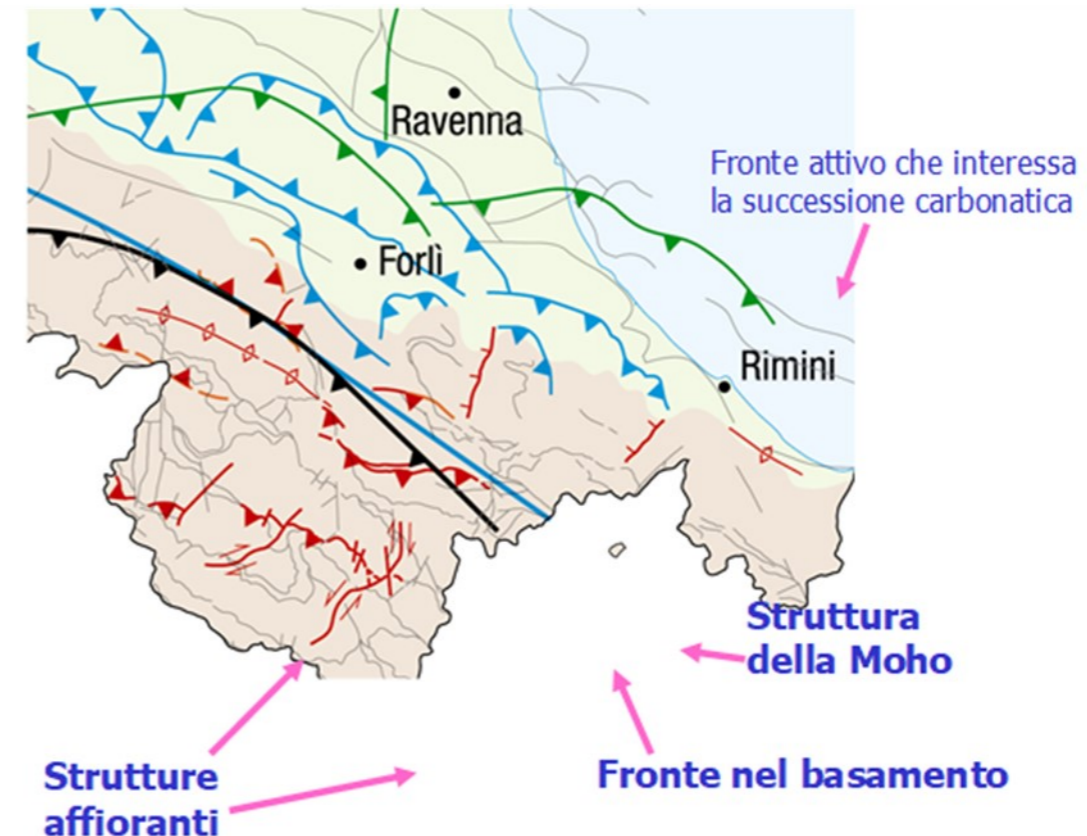 Ravenna
Fronte attivo che interessa
la successione carbonatica
Forlì
Rimini
Struttura
della Moho
Fronte nel basamento
Strutture
affioranti